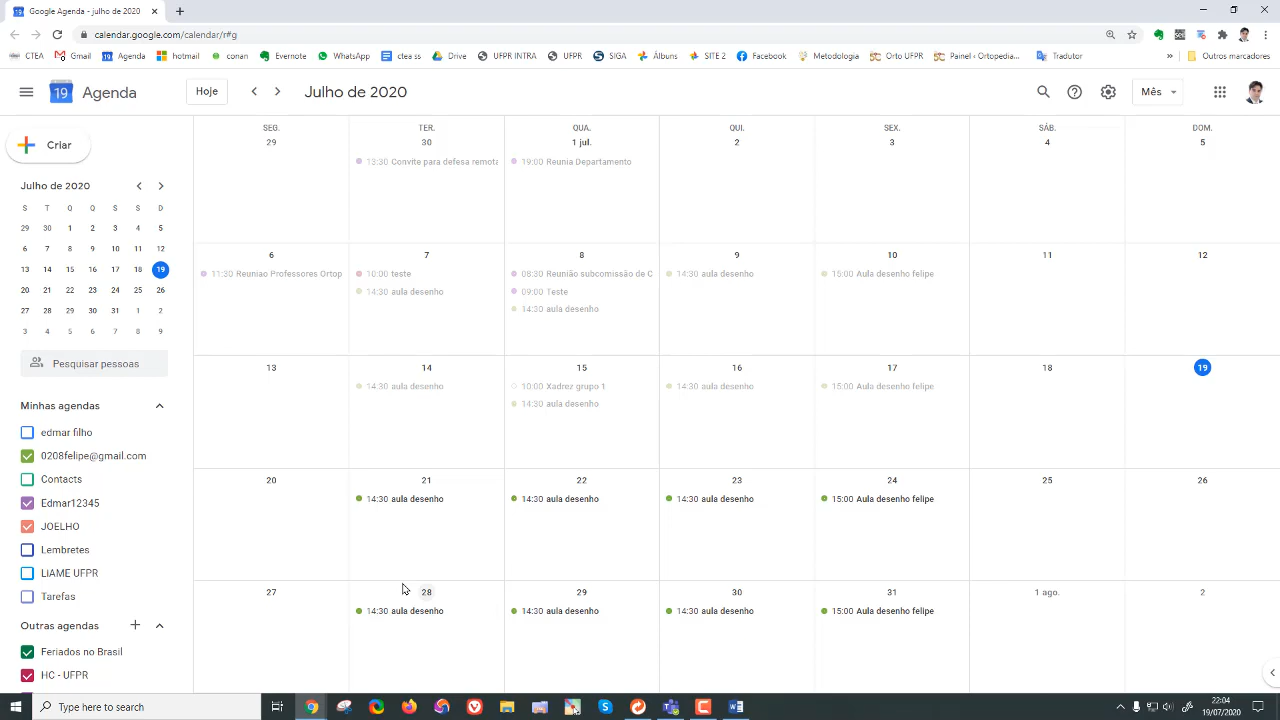 Google Agenda - julho de 2020
calendar.google.com/calendar/r#g
CTEA Gmail Agenda hotmail conan Evernote WhatsApp ctea ss Drive UFPR INTRA UFPR SIGA Álbuns SITE 2 Facebook Metodologia Orto UFPR Painel ‹ Ortopedia... Tradutor » Outros marcadores
19 Agenda Hoje Julho de 2020 Mês
Criar
SEG. TER. QUA. QUI. SEX. SÁB. DOM.
29 30 1 jul. 2 3 4 5
13:30 Convite para defesa remota
19:00 Reunia Departamento
6 7 8 9 10 11 12
11:30 Reuniao Professores Ortop
10:00 teste
14:30 aula desenho
08:30 Reunião subcomissão de C
09:00 Teste
14:30 aula desenho
14:30 aula desenho
15:00 Aula desenho felipe
13 14 15 16 17 18 19
14:30 aula desenho
10:00 Xadrez grupo 1
14:30 aula desenho
14:30 aula desenho
15:00 Aula desenho felipe
20 21 22 23 24 25 26
14:30 aula desenho
14:30 aula desenho
14:30 aula desenho
15:00 Aula desenho felipe
27 28 29 30 31 1 ago. 2
14:30 aula desenho
14:30 aula desenho
14:30 aula desenho
15:00 Aula desenho felipe
Julho de 2020
S T Q Q S S D
29 30 1 2 3 4 5
6 7 8 9 10 11 12
13 14 15 16 17 18 19
20 21 22 23 24 25 26
27 28 29 30 31 1 2
3 4 5 6 7 8 9
Pesquisar pessoas
Minhas agendas
edmar filho
0208felipe@gmail.com
Contacts
Edmar12345
JOELHO
Lembretes
LIAME UFPR
Tarefas
Outras agendas
Feriados no Brasil
HC - UFPR
Type here to search
22:04
19/07/2020